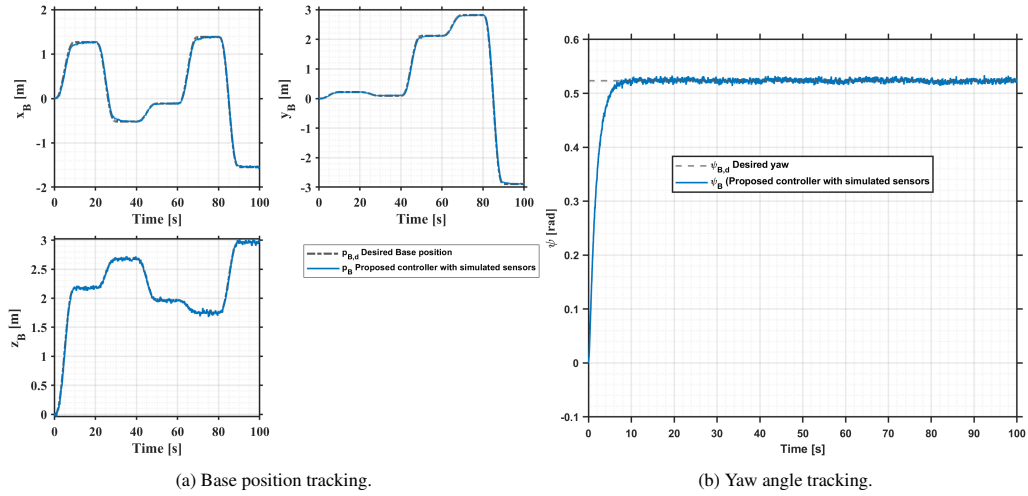 2
1
0
-1
-2
x_B [m]
0 20 40 60 80 100
Time [s]
3
2
1
0
-1
-2
-3
y_B [m]
0 20 40 60 80 100
Time [s]
3
2.5
2
1.5
1
0.5
0
z_B [m]
0 20 40 60 80 100
Time [s]
p_{B,d} Desired Base position
p_B Proposed controller with simulated sensors
(a) Base position tracking.
0.6
0.5
0.4
0.3
0.2
0.1
0
-0.1
ψ [rad]
ψ_{B,d} Desired yaw
ψ_B (Proposed controller with simulated sensors
0 10 20 30 40 50 60 70 80 90 100
Time [s]
(b) Yaw angle tracking.